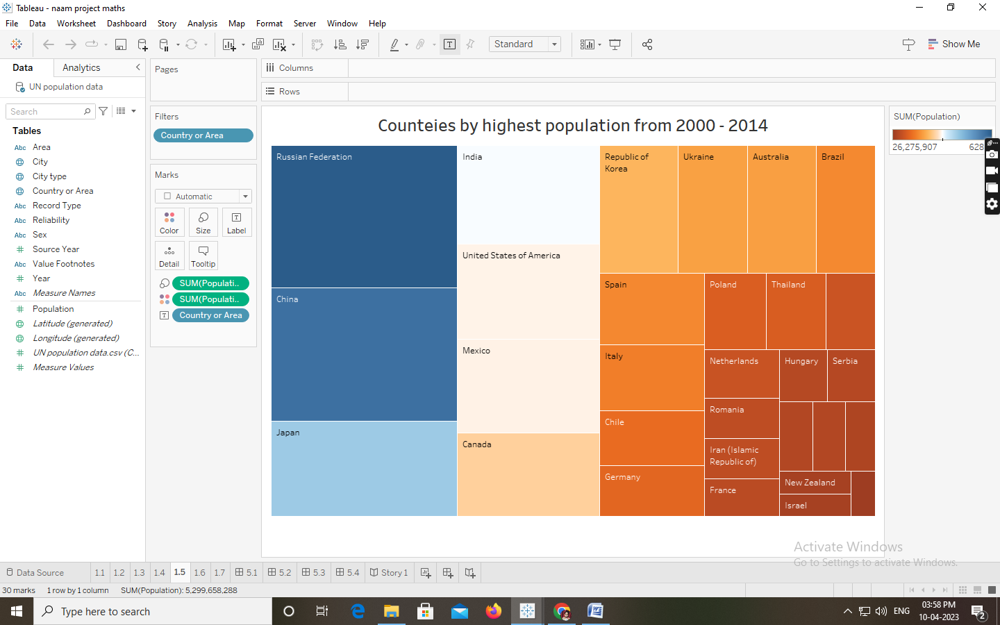 Tableau - naam project maths
File Data Worksheet Dashboard Story Analysis Map Format Server Window Help
Standard
Show Me
Data Analytics
UN population data
Search
Tables
Abc Area
City
City type
Country or Area
Abc Record Type
Abc Reliability
Abc Sex
Source Year
Abc Value Footnotes
Year
Abc Measure Names
Population
Latitude (generated)
Longitude (generated)
UN population data.csv (C...
Measure Values
Pages
Filters
Country or Area
Marks
Automatic
Color Size Label
Detail Tooltip
SUM(Populati..
SUM(Populati..
Country or Area
Columns
Rows
Counteies by highest population from 2000 - 2014
Russian Federation
China
Japan
India
United States of America
Mexico
Canada
Republic of
Korea
Ukraine
Australia
Brazil
Spain
Italy
Chile
Germany
Poland
Thailand
Netherlands
Romania
Iran (Islamic
Republic of)
France
Hungary
Serbia
New Zealand
Israel
SUM(Population)
26,275,907 628
Activate Windows
Go to Settings to activate Windows.
Data Source 1.1 1.2 1.3 1.4 1.5 1.6 1.7 5.1 5.2 5.3 5.4 Story 1
30 marks 1 row by 1 column SUM(Population): 5,299,658,288
Type here to search
ENG
03:58 PM
10-04-2023
2